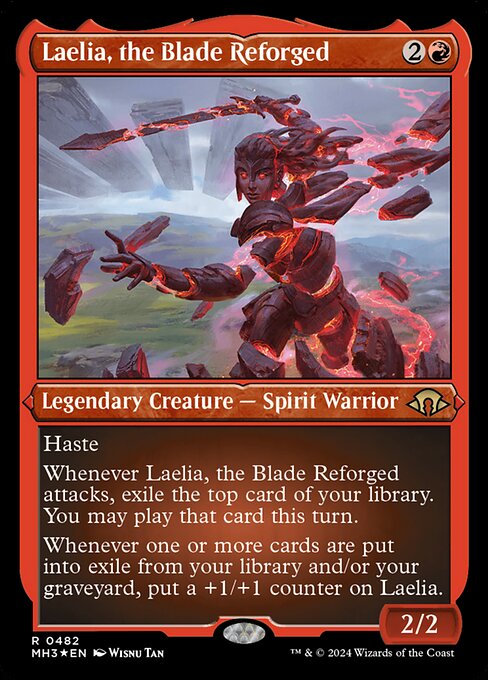 Laelia, the Blade Reforged 2
Legendary Creature — Spirit Warrior
Haste
Whenever Laelia, the Blade Reforged
attacks, exile the top card of your library.
You may play that card this turn.
Whenever one or more cards are put
into exile from your library and/or your
graveyard, put a +1/+1 counter on Laelia.
2/2
R 0482
MH3★EN Wisnu Tan
™ & © 2024 Wizards of the Coast